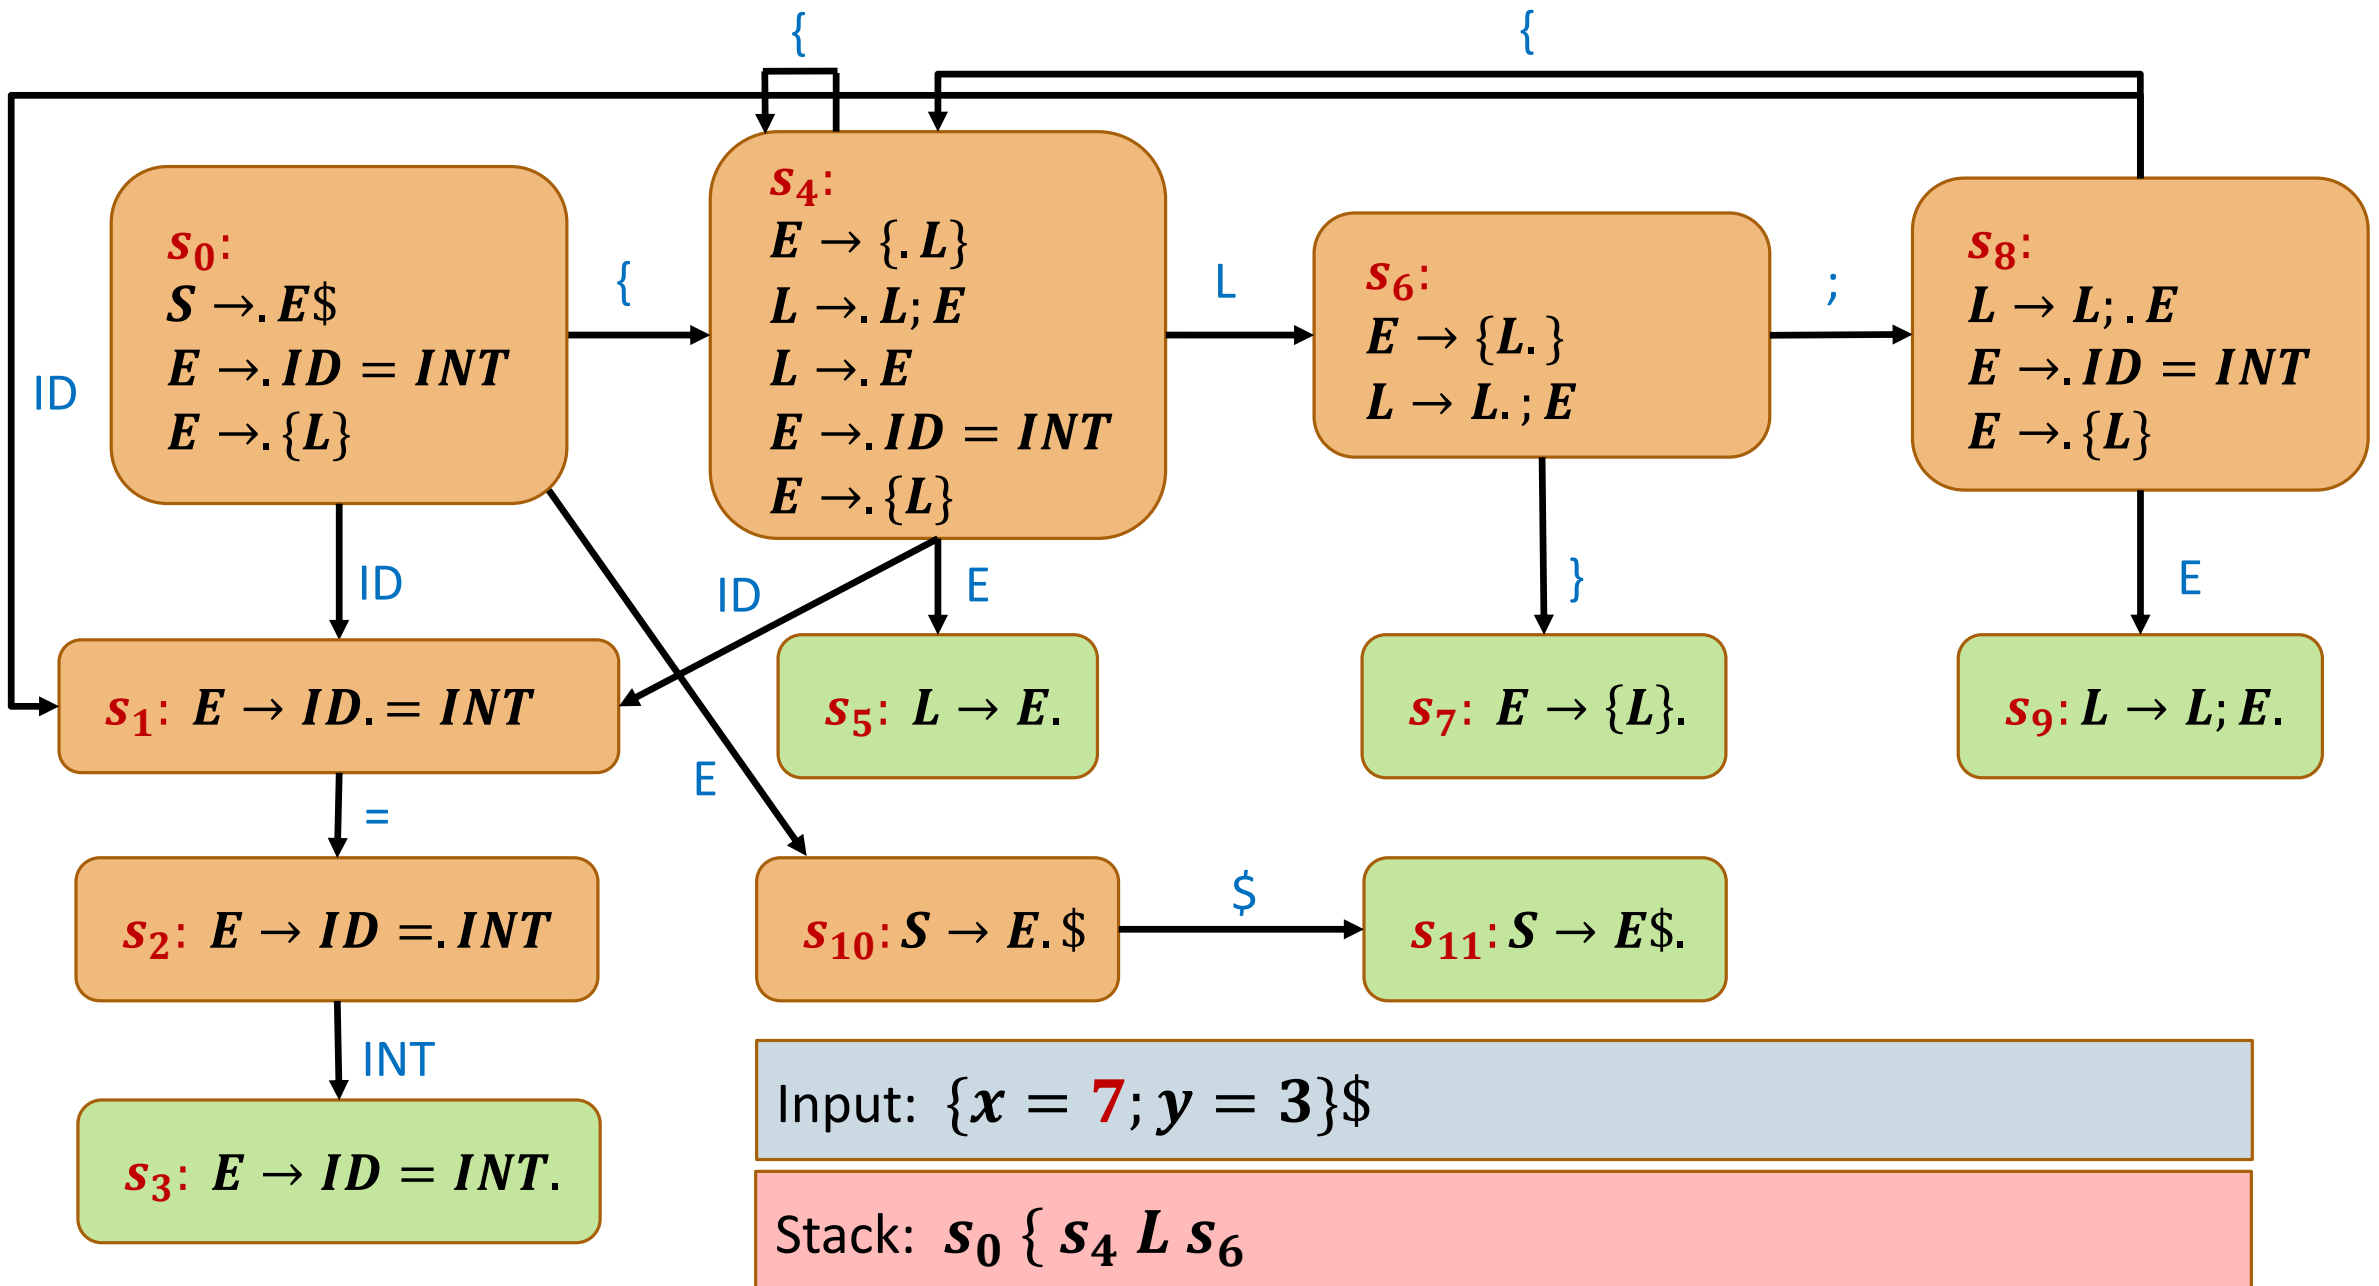 {
{
s₀:
S →. E$
E →. ID = INT
E →. {L}
{
s₄:
E → {. L}
L →. L; E
L →. E
E →. ID = INT
E →. {L}
L
s₆:
E → {L. }
L → L. ; E
;
s₈:
L → L; . E
E →. ID = INT
E →. {L}
ID
ID
ID
E
}
E
s₁: E → ID. = INT
s₅: L → E.
s₇: E → {L}.
s₉: L → L; E.
E
=
s₂: E → ID =. INT
s₁₀: S → E. $
$
s₁₁: S → E$.
INT
s₃: E → ID = INT.
Input: {x = 7; y = 3}$
Stack: s₀ { s₄ L s₆